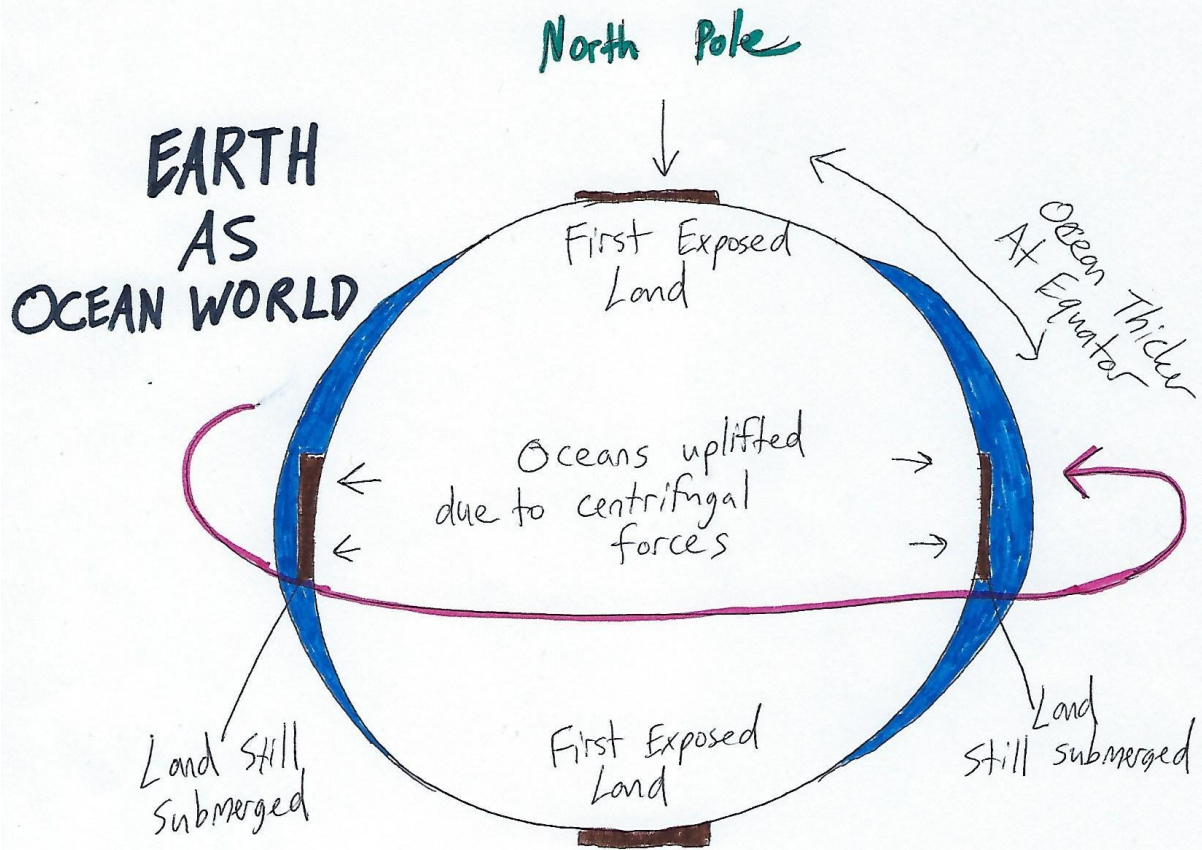 North Pole
EARTH
AS
OCEAN WORLD
First Exposed
Land
Ocean Thicker
At Equator
Oceans uplifted
due to centrifugal
forces
Land Still
Submerged
First Exposed
Land
Land
Still submerged